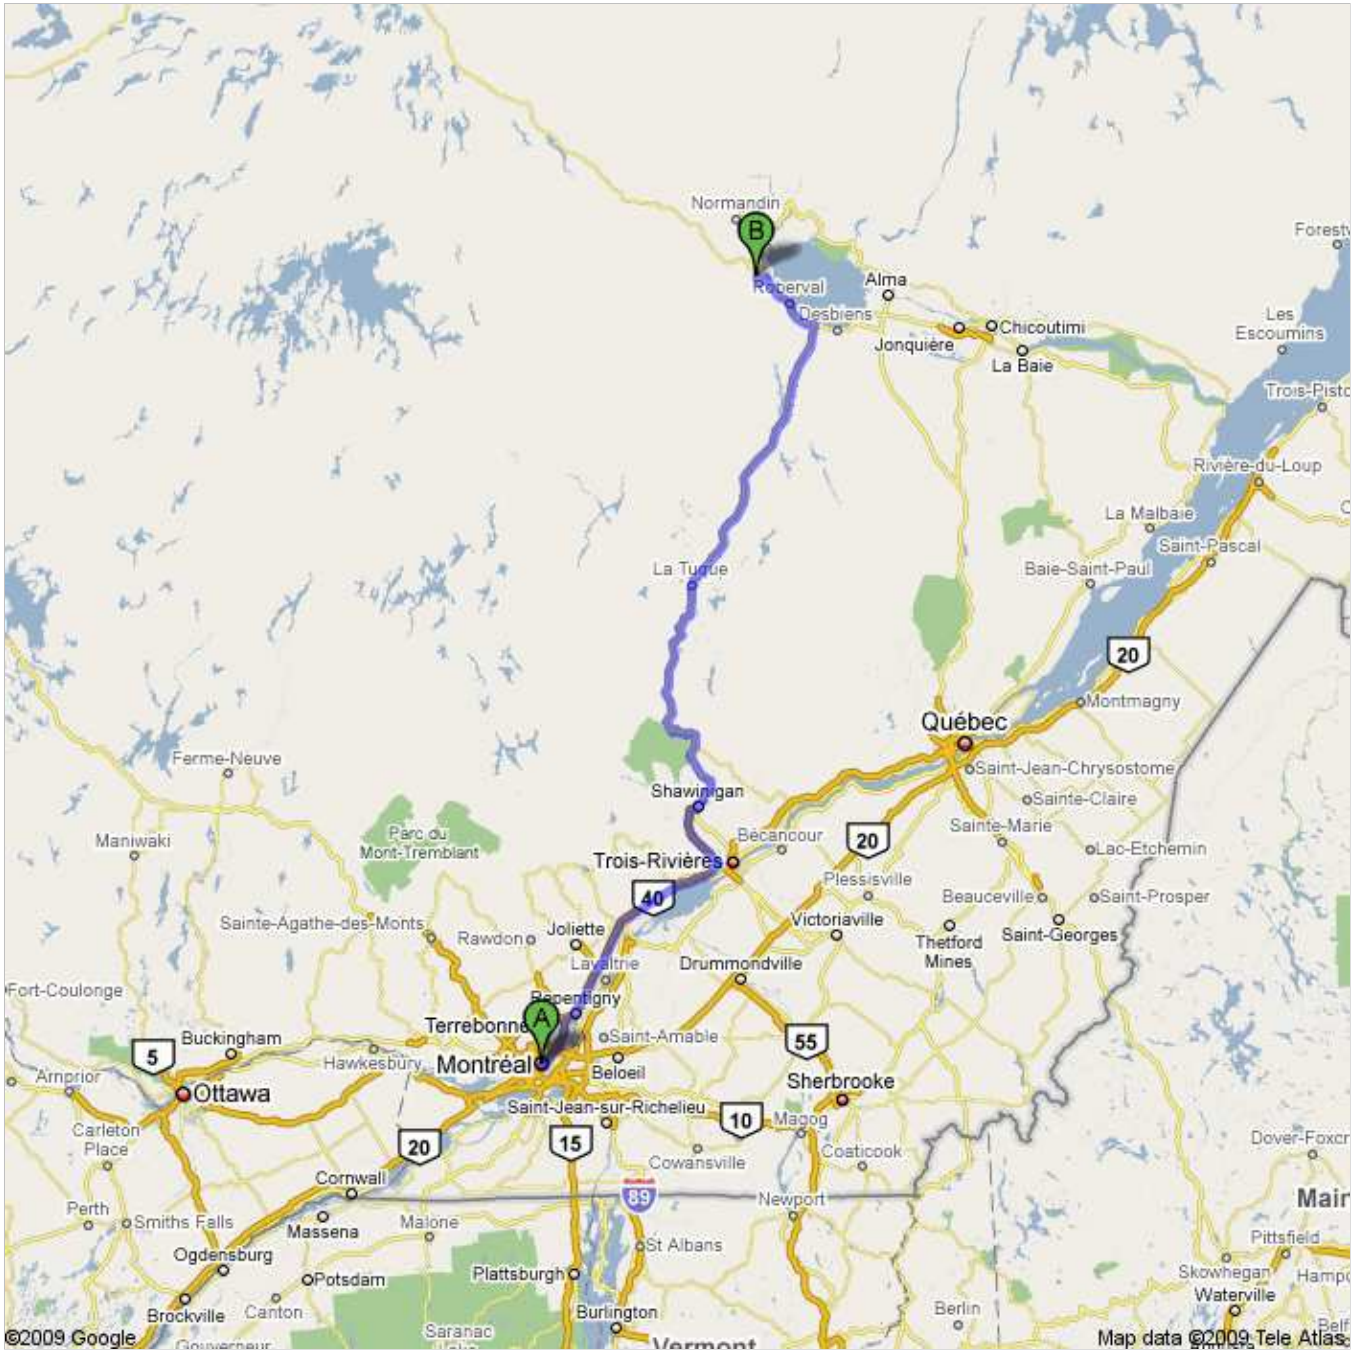 Normandin
B
Forestv
Roberval
Alma
Desbiens
Les
Escoumins
Chicoutimi
Jonquière
La Baie
Trois-Pisto
Rivière-du-Loup
La Malbaie
Saint-Pascal
La Tuque
Baie-Saint-Paul
20
Montmagny
Québec
Ferme-Neuve
Saint-Jean-Chrysostome
Shawinigan
Sainte-Claire
Parc du
Mont-Tremblant
Bécancour
20
Sainte-Marie
Maniwaki
Lac-Etchemin
Trois-Rivières
Plessisville
40
Beauceville
Saint-Prosper
Sainte-Agathe-des-Monts
Joliette
Victoriaville
Rawdon
Thetford
Mines
Saint-Georges
Lavaltrie
Drummondville
Fort-Coulonge
Repentigny
A
Terrebonne
Saint-Amable
Buckingham
5
Hawkesbury
Montréal
55
Beloeil
Arnprior
Ottawa
Sherbrooke
Saint-Jean-sur-Richelieu
10
Magog
Carleton
Place
20
15
Cowansville
Coaticook
Dover-Foxcr
Cornwall
89
Newport
Main
Perth
Smiths Falls
Massena
Malone
Pittsfield
Ogdensburg
St Albans
Potsdam
Plattsburgh
Skowhegan
Hampd
Brockville
Canton
Burlington
Waterville
Berlin
Saranac
Lake
Belf
©2009 Google
Gouverneur
Vermont
Map data ©2009 Tele Atlas
Augusta